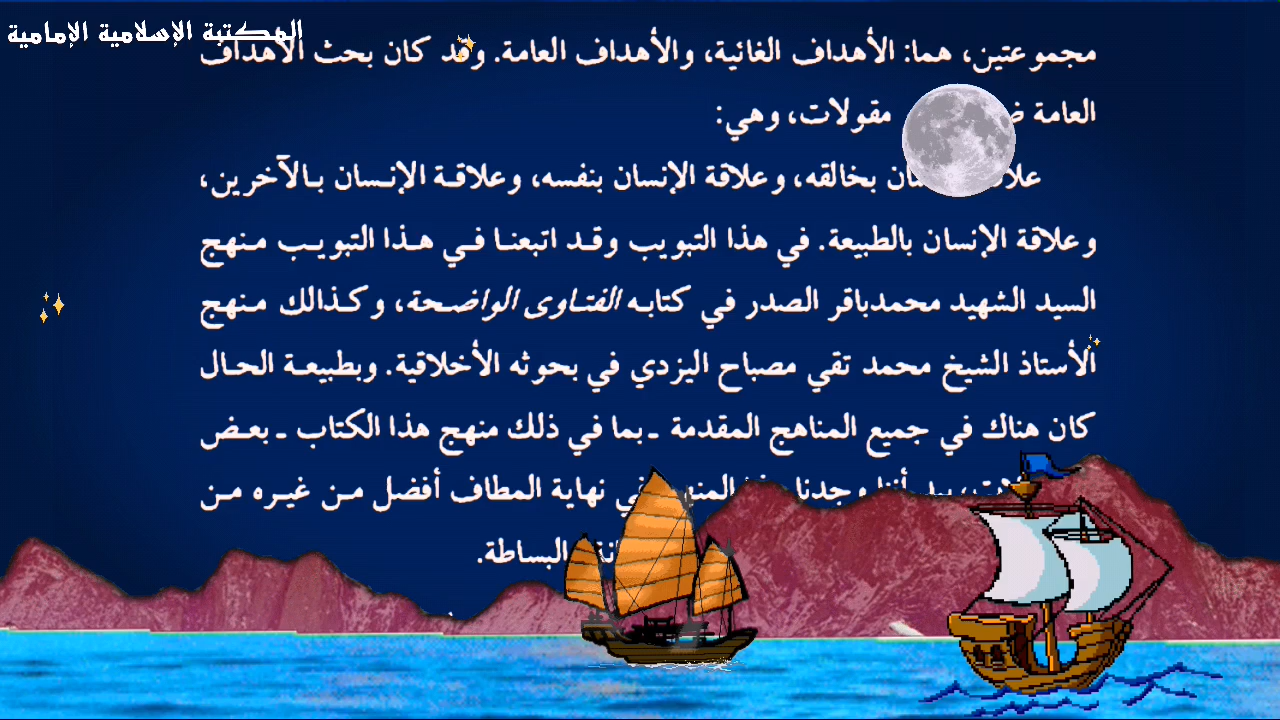 المكتبة الإسلامية الإمامية
مجموعتين، هما: الأهداف الغائية، والأهداف العامة. وقد كان بحث الأهداف
العامة مقولات، وهي:
بخالقه، وعلاقة الإنسان بنفسه، وعلاقة الإنسان بالآخرين،
وعلاقة الإنسان بالطبيعة. في هذا التبويب وقد اتبعنا في هذا التبويب منهج
السيد الشهيد محمدباقر الصدر في كتابه الفتاوى الواضحة، وكذالك منهج
الأستاذ الشيخ محمد تقي مصباح اليزدي في بحوثه الأخلاقية. وبطبيعة الحال
كان هناك في جميع المناهج المقدمة ـ بما في ذلك منهج هذا الكتاب ـ بعض
أننا وجدنا في نهاية المطاف أفضل من غيره من
البساطة.